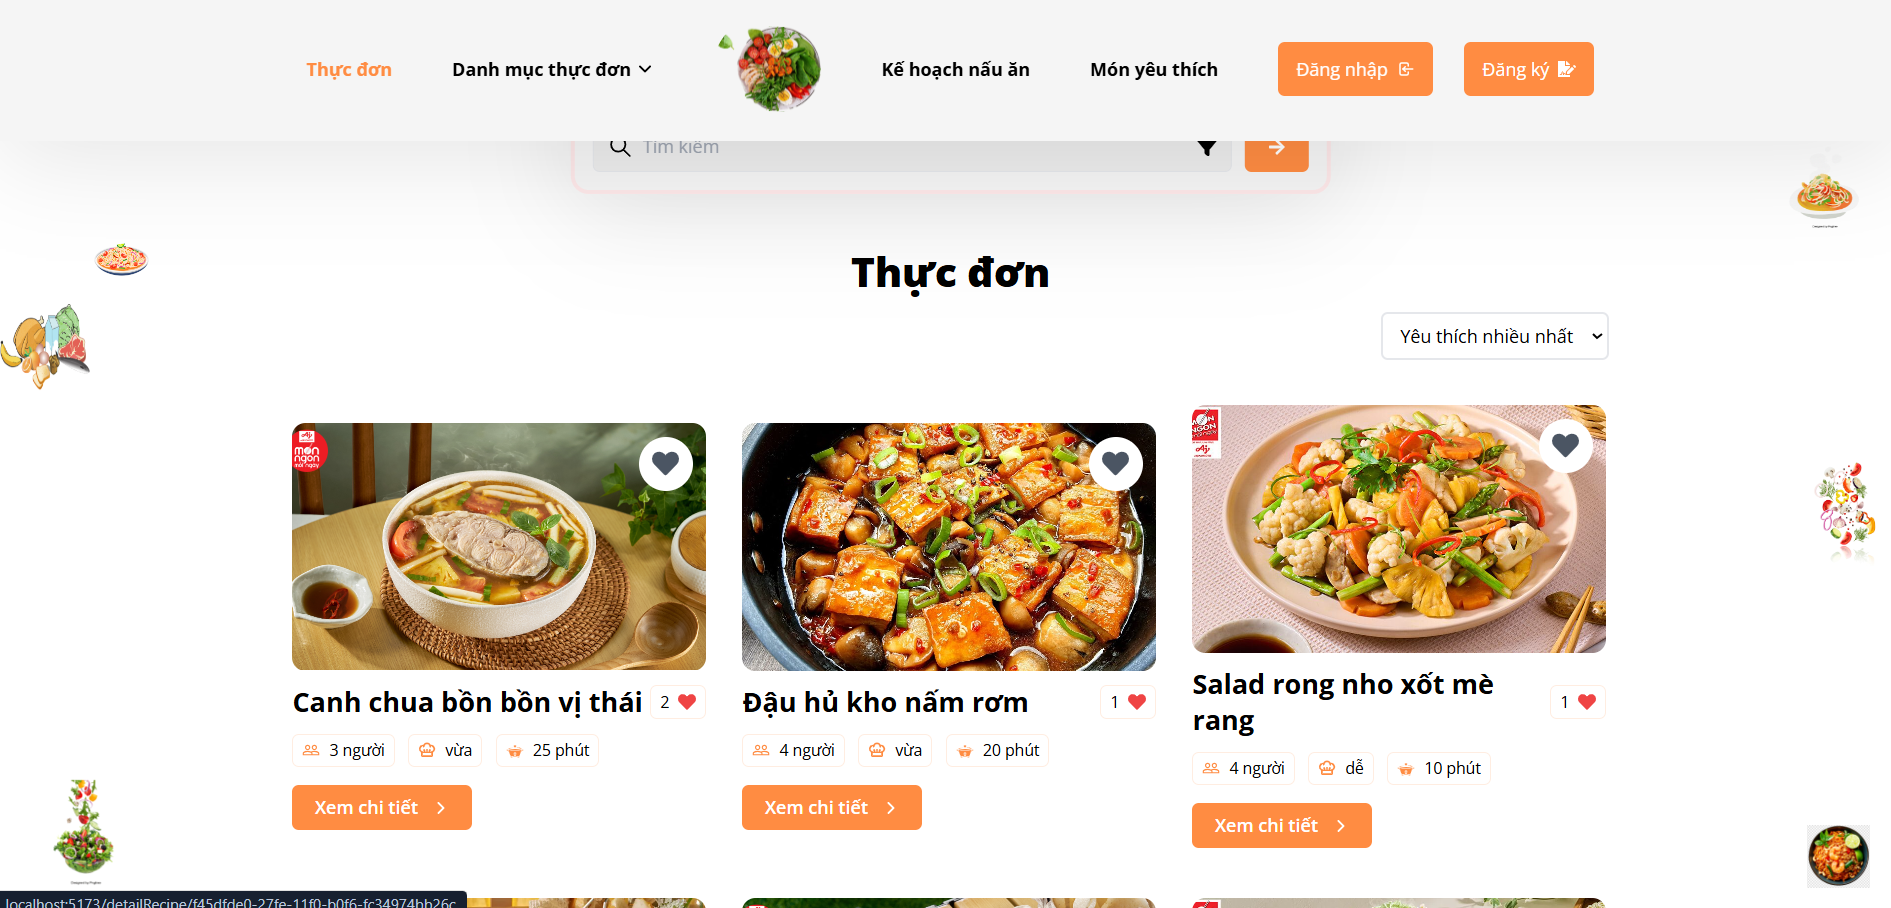 Thực đơn
Danh mục thực đơn
Kế hoạch nấu ăn
Món yêu thích
Đăng nhập
Đăng ký
Tìm kiếm
Thực đơn
Yêu thích nhiều nhất
món ngon mỗi ngày
Canh chua bồn bồn vị thái
2
3 người
vừa
25 phút
Xem chi tiết
Đậu hủ kho nấm rơm
1
4 người
vừa
20 phút
Xem chi tiết
Salad rong nho xốt mè
rang
1
4 người
dễ
10 phút
Xem chi tiết
localhost:5173/detailRecipe/f45dfde0-27fe-11f0-b0f6-fc34974bb26c